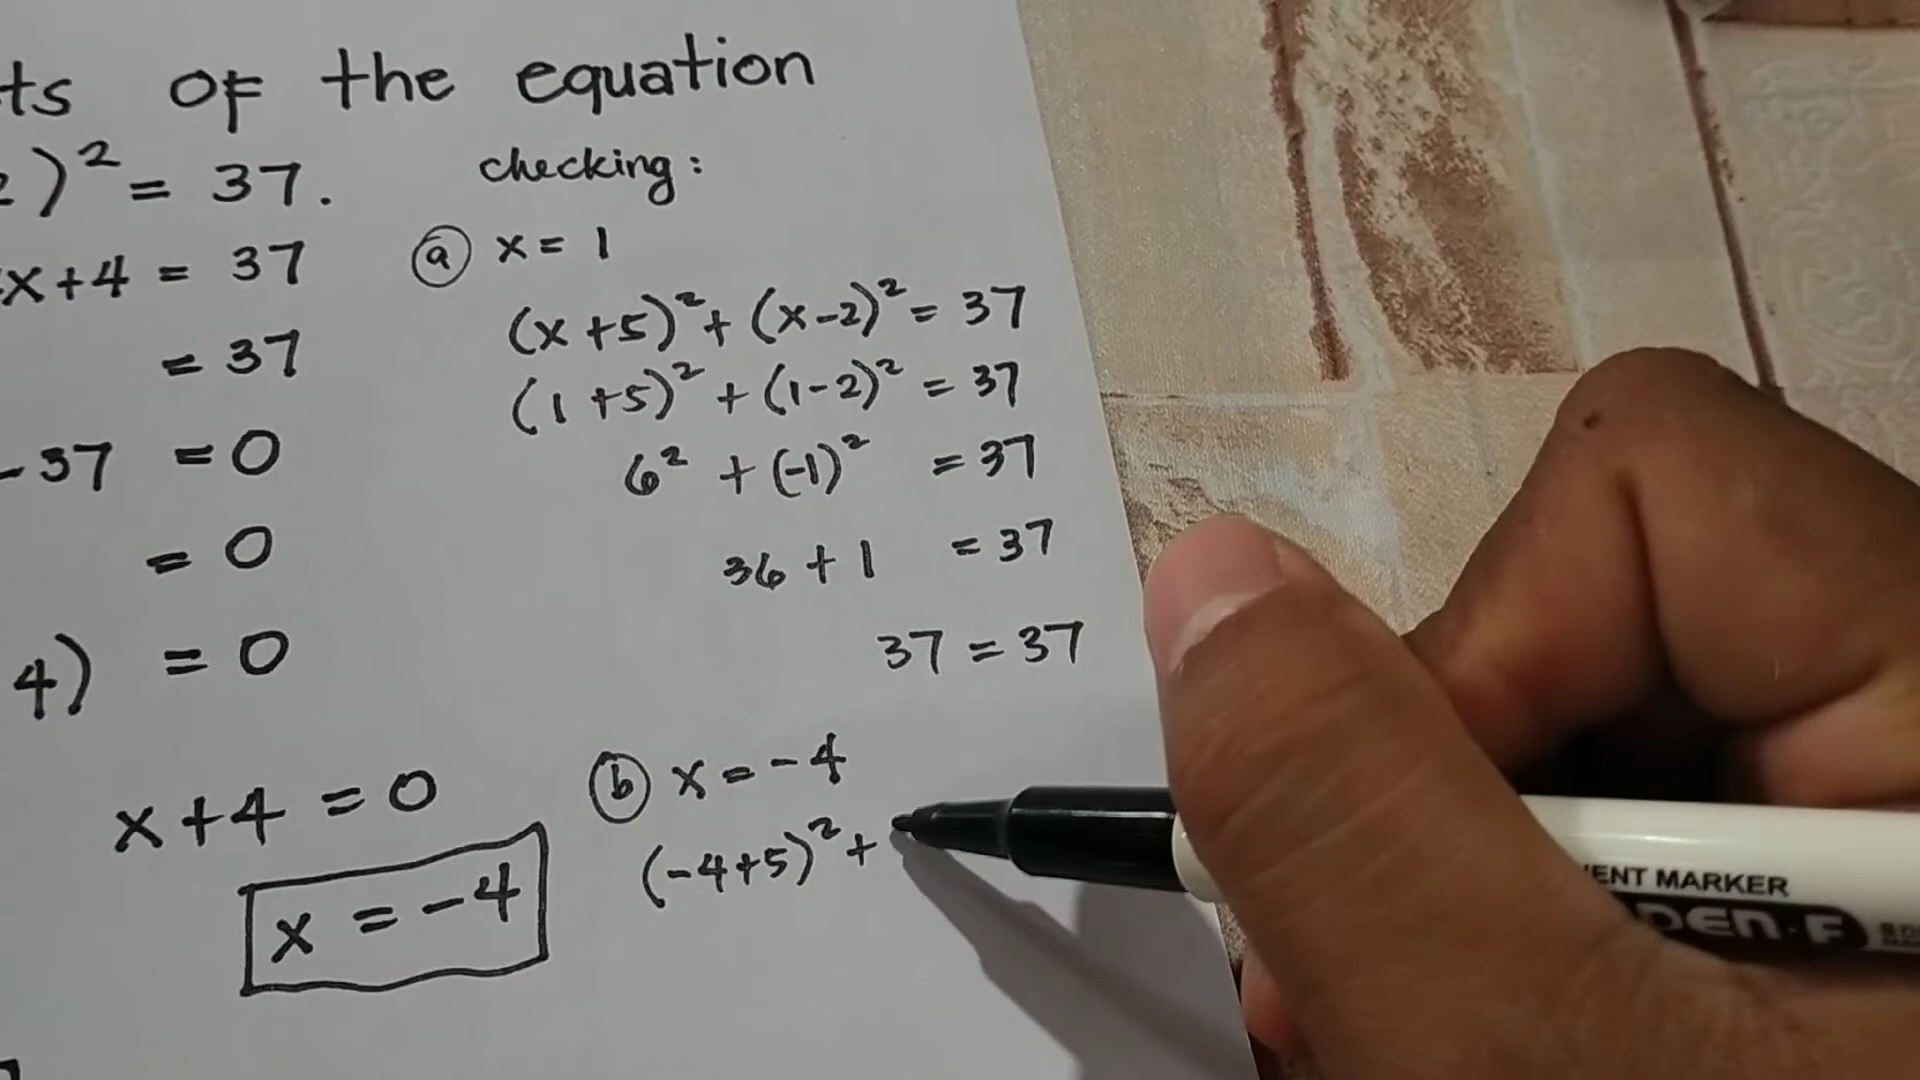 ts of the equation
)² = 37.
x+4 = 37
= 37
-37 = 0
= 0
4) = 0
x+4 = 0
x = -4
checking:
ⓐ x = 1
(x+5)² + (x-2)² = 37
(1+5)² + (1-2)² = 37
6² + (-1)² = 37
36 + 1 = 37
37 = 37
ⓑ x = -4
(-4+5)² +
ENT MARKER
DEN·F